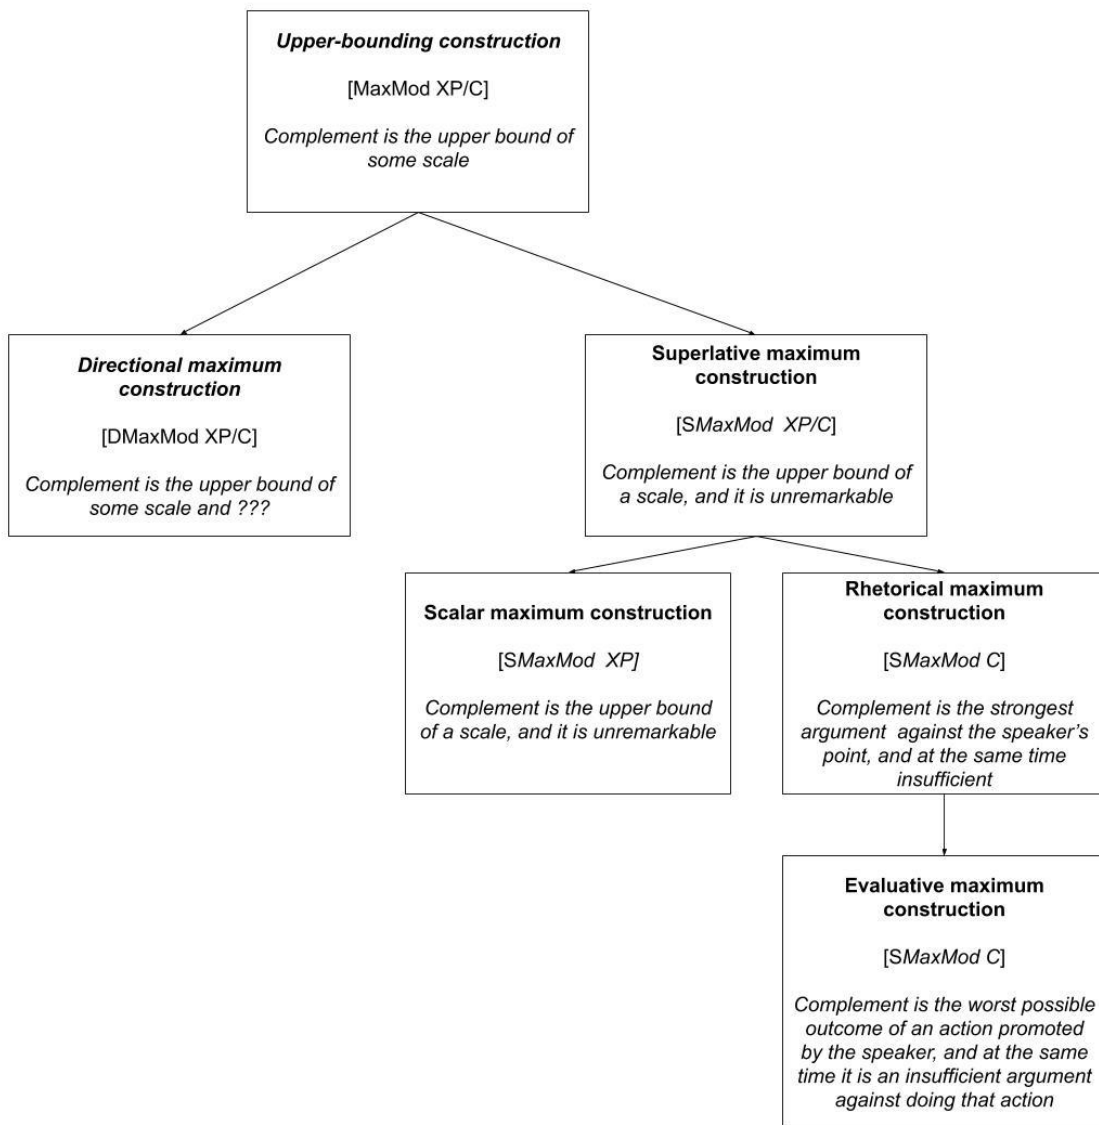 Upper-bounding construction
[MaxMod XP/C]
Complement is the upper bound of
some scale
Directional maximum
construction
[DMaxMod XP/C]
Complement is the upper bound of
some scale and ???
Superlative maximum
construction
[SMaxMod XP/C]
Complement is the upper bound of
a scale, and it is unremarkable
Scalar maximum construction
[SMaxMod XP]
Complement is the upper bound
of a scale, and it is unremarkable
Rhetorical maximum
construction
[SMaxMod C]
Complement is the strongest
argument against the speaker’s
point, and at the same time
insufficient
Evaluative maximum
construction
[SMaxMod C]
Complement is the worst possible
outcome of an action promoted
by the speaker, and at the same
time it is an insufficient argument
against doing that action